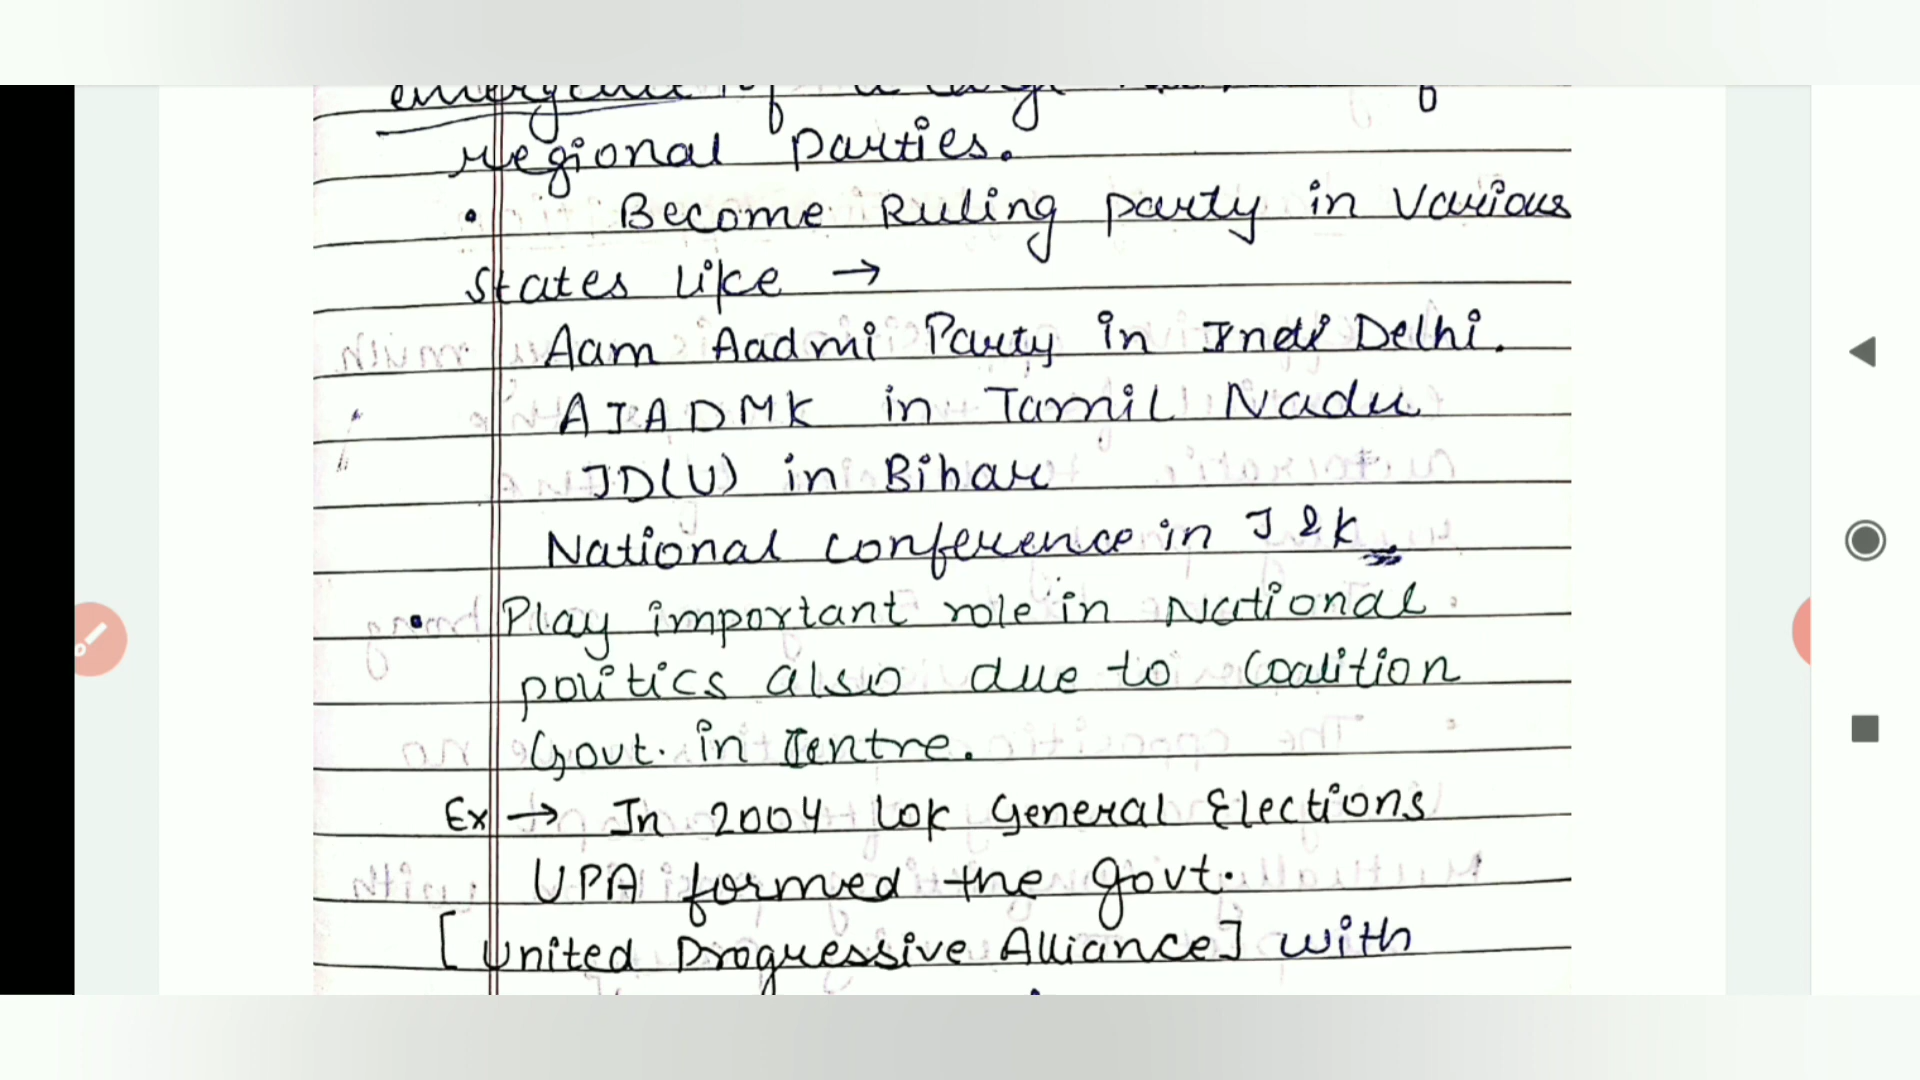 regional parties.
• Become Ruling party in Various
states like →
Aam Aadmi Party in Indi Delhi.
AIADMK in Tamil Nadu
JD(U) in Bihar
National conference in J & K
• Play important role in National
politics also due to Coalition
Govt. in Centre.
Ex → In 2004 Lok General Elections
UPA formed the govt.
[United Progressive Alliance] with